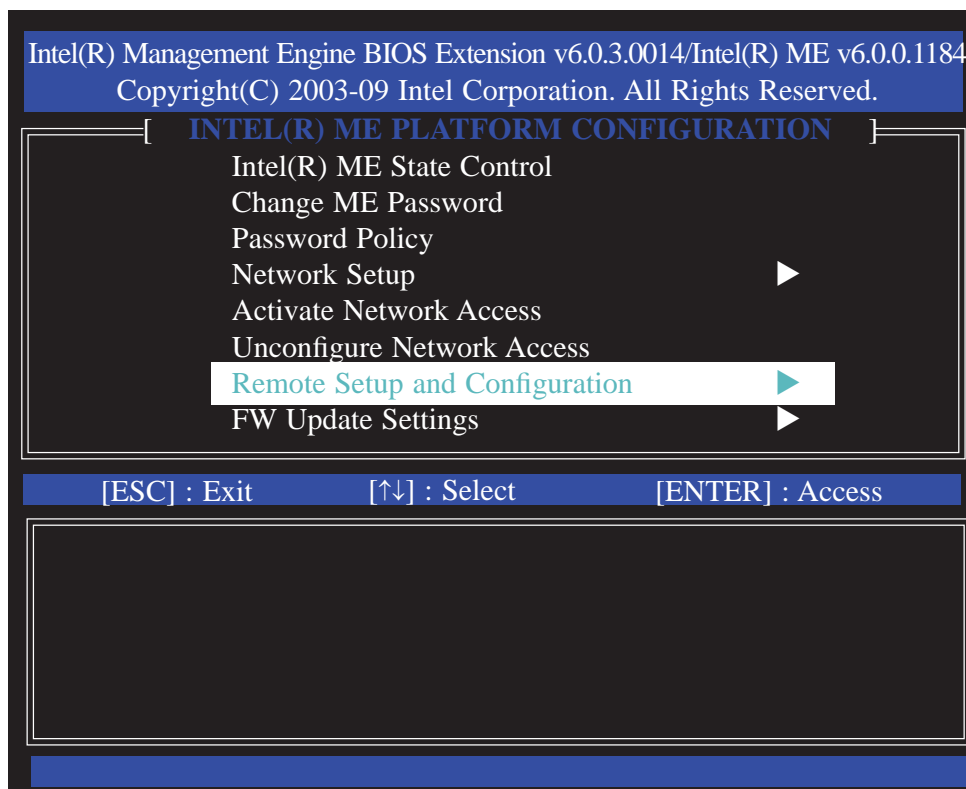 Intel(R) Management Engine BIOS Extension v6.0.3.0014/Intel(R) ME v6.0.0.1184
Copyright(C) 2003-09 Intel Corporation. All Rights Reserved.
[ INTEL(R) ME PLATFORM CONFIGURATION ]
Intel(R) ME State Control
Change ME Password
Password Policy
Network Setup ▶
Activate Network Access
Unconfigure Network Access
Remote Setup and Configuration ▶
FW Update Settings ▶
[ESC] : Exit [↑↓] : Select [ENTER] : Access